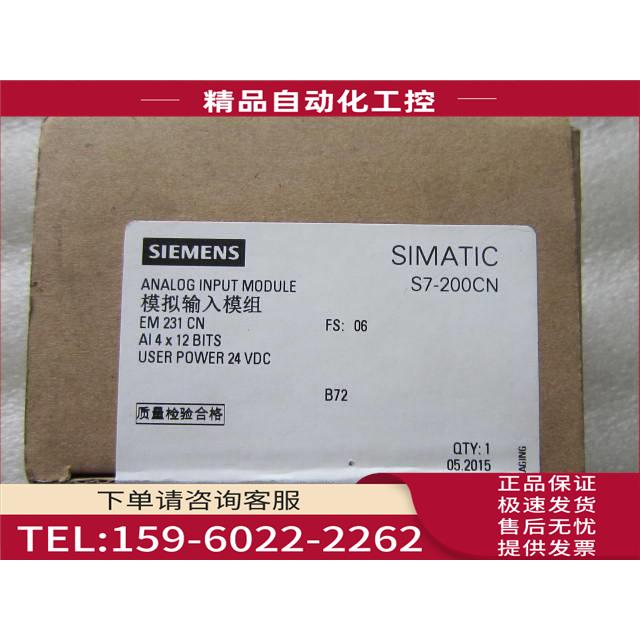 精品自动化工控
SIEMENS
SIMATIC
S7-200CN
ANALOG INPUT MODULE
模拟输入模组
EM 231 CN
AI 4 x 12 BITS
USER POWER 24 VDC
FS: 06
B72
质量检验合格
QTY: 1
05.2015
AGING
下单请咨询客服
TEL:159-6022-2262
正品保证
极速发货
售后无忧
提供发票